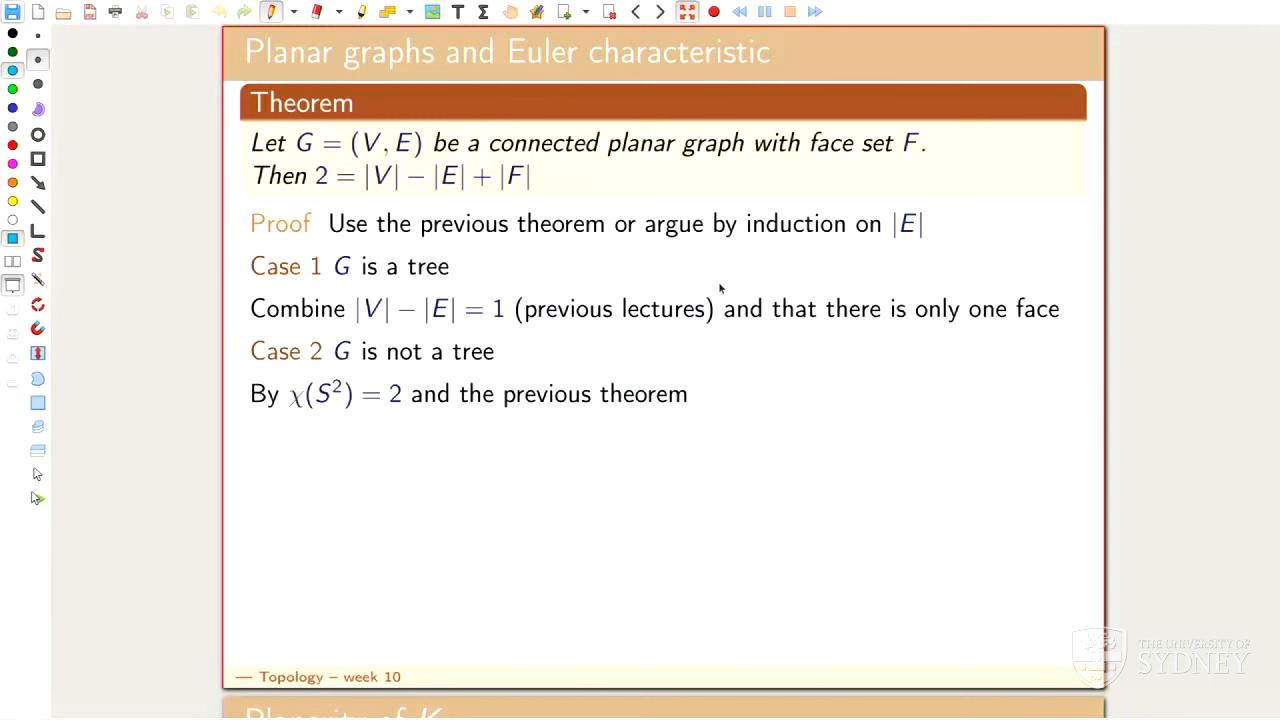 Planar graphs and Euler characteristic
Theorem
Let G = (V, E) be a connected planar graph with face set F.
Then 2 = |V| − |E| + |F|
Proof Use the previous theorem or argue by induction on |E|
Case 1 G is a tree
Combine |V| − |E| = 1 (previous lectures) and that there is only one face
Case 2 G is not a tree
By χ(S²) = 2 and the previous theorem
— Topology – week 10
THE UNIVERSITY OF
SYDNEY
Planarity of K